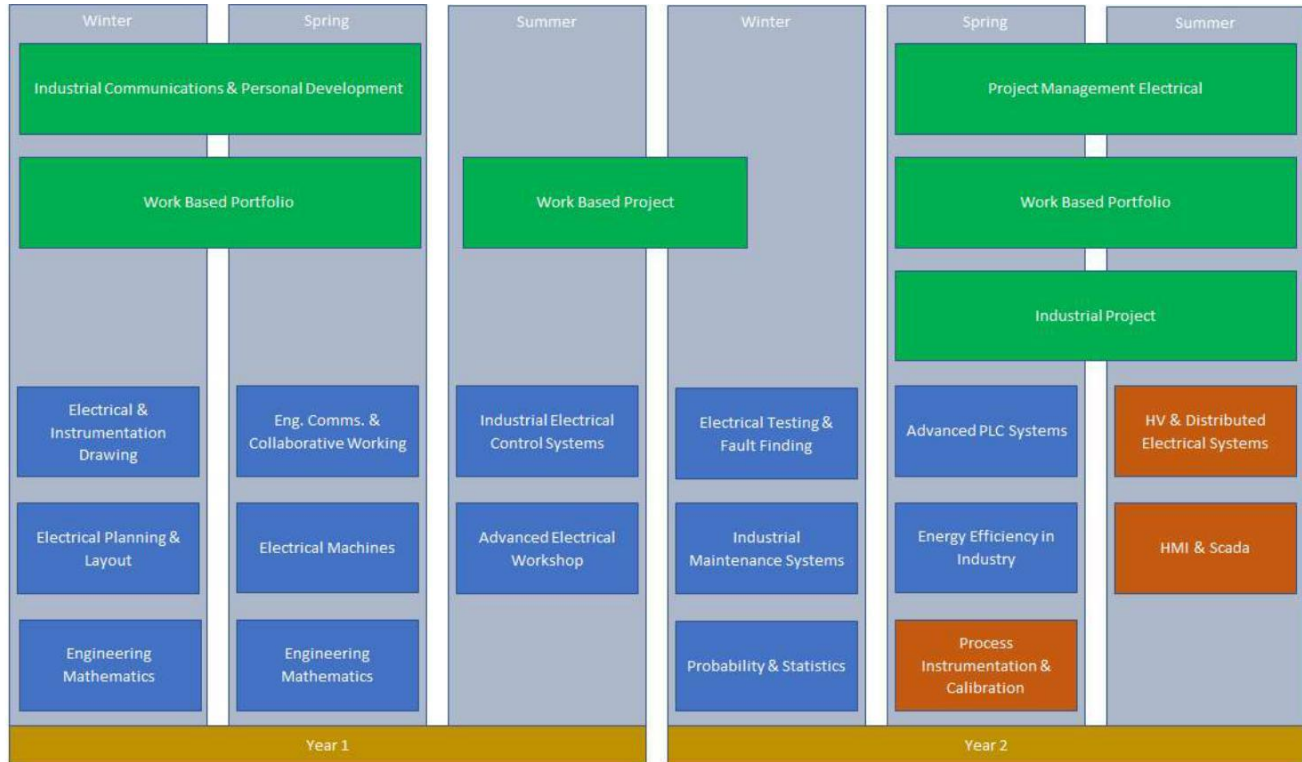 Winter
Spring
Summer
Winter
Spring
Summer
Industrial Communications & Personal Development
Project Management Electrical
Work Based Portfolio
Work Based Project
Work Based Portfolio
Industrial Project
Electrical &
Instrumentation
Drawing
Eng. Comms. &
Collaborative Working
Industrial Electrical
Control Systems
Electrical Testing &
Fault Finding
Advanced PLC Systems
HV & Distributed
Electrical Systems
Electrical Planning &
Layout
Electrical Machines
Advanced Electrical
Workshop
Industrial
Maintenance Systems
Energy Efficiency in
Industry
HMI & Scada
Engineering
Mathematics
Engineering
Mathematics
Probability & Statistics
Process
Instrumentation &
Calibration
Year 1
Year 2